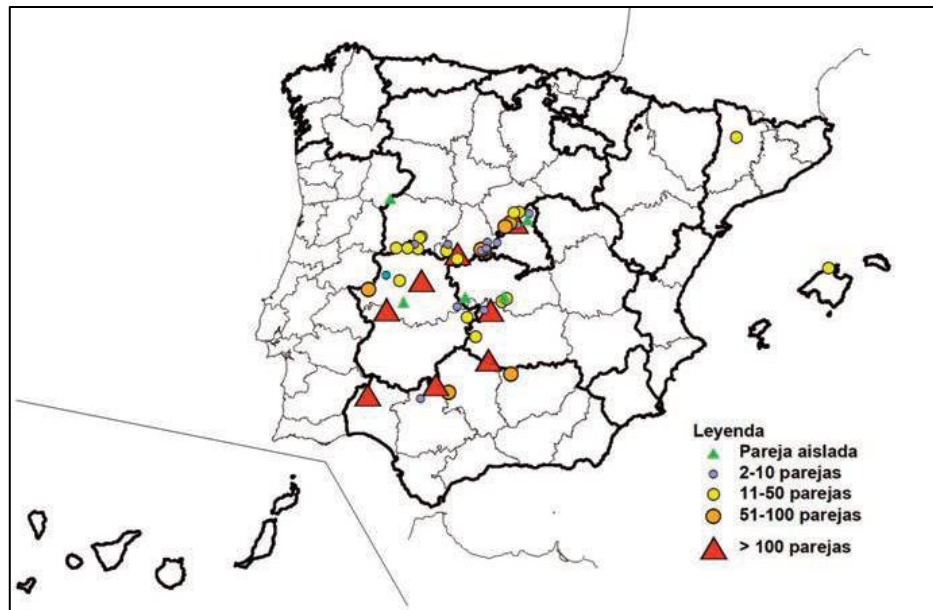 Leyenda
Pareja aislada
2-10 parejas
11-50 parejas
51-100 parejas
> 100 parejas